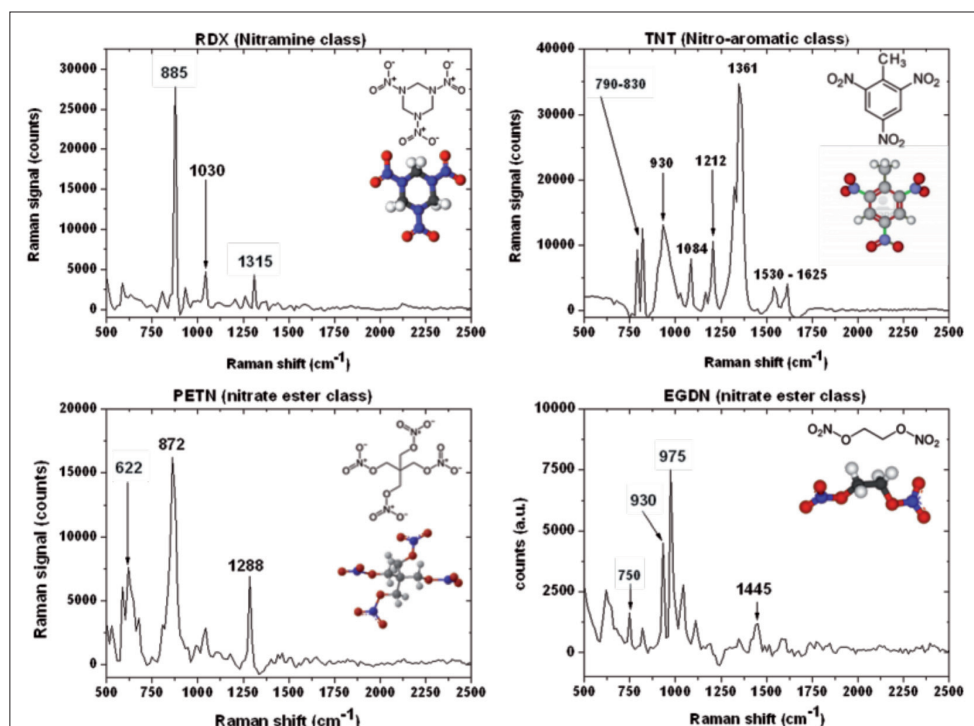 RDX (Nitramine class)
30000
25000
20000
15000
10000
5000
0
Raman signal (counts)
885
1030
1315
O⁻ O O O⁻
N⁺ N⁺
O⁻ N N O
N
N⁺
O O⁻
500 750 1000 1250 1500 1750 2000 2250 2500
Raman shift (cm⁻¹)
TNT (Nitro-aromatic class)
40000
30000
20000
10000
0
Raman signal (counts)
790-830
930
1084
1212
1361
1530 - 1625
CH₃
O₂N NO₂
NO₂
500 750 1000 1250 1500 1750 2000 2250 2500
Raman shift (cm⁻¹)
PETN (nitrate ester class)
20000
15000
10000
5000
0
Raman signal (counts)
622
872
1288
500 750 1000 1250 1500 1750 2000 2250 2500
Raman shift (cm⁻¹)
EGDN (nitrate ester class)
10000
7500
5000
2500
0
counts (a.u.)
750
930
975
1445
O₂N O
O NO₂
500 750 1000 1250 1500 1750 2000 2250 2500
Raman shift (cm⁻¹)